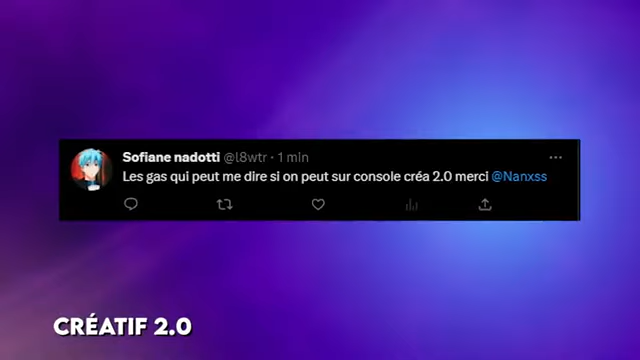 Sofiane nadotti @l8wtr · 1 min
Les gas qui peut me dire si on peut sur console créa 2.0 merci @Nanxss
CRÉATIF 2.0